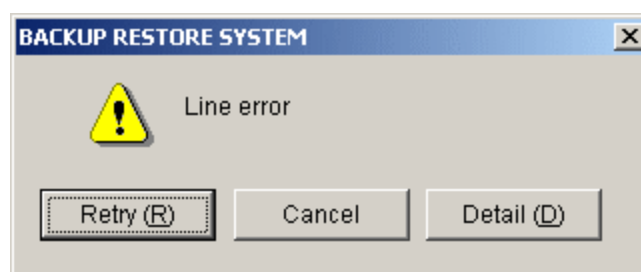 BACKUP RESTORE SYSTEM
Line error
Retry (R)
Cancel
Detail (D)